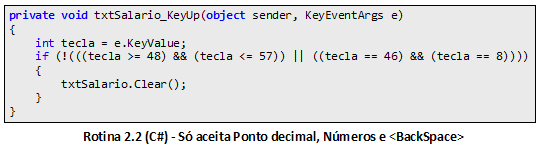 private void txtSalario_KeyUp(object sender, KeyEventArgs e)
{
    int tecla = e.KeyValue;
    if (!(((tecla >= 48) && (tecla <= 57)) || ((tecla == 46) && (tecla == 8))))
    {
        txtSalario.Clear();
    }
}
Rotina 2.2 (C#) - Só aceita Ponto decimal, Números e <BackSpace>